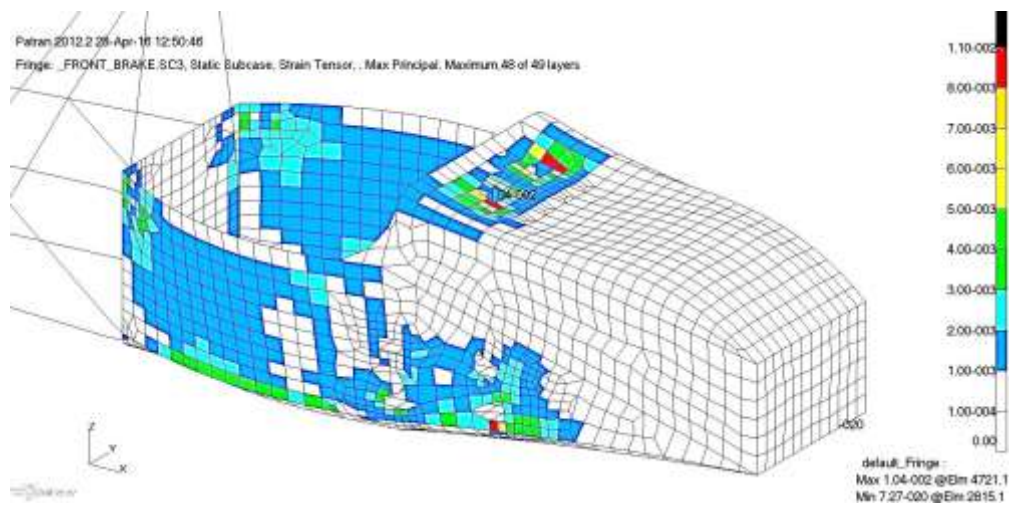 Patran 2012.2 28-Apr-16 12:50:46
Fringe: _FRONT_BRAKE.SC3, Static Subcase, Strain Tensor, , Max Principal, Maximum,48 of 49 layers
1.10-002
8.00-003
7.00-003
6.00-003
5.00-003
4.00-003
3.00-003
2.00-003
1.00-003
1.00-004
0.00
1.04-002
-020
default_Fringe :
Max 1.04-002 @Elm 4721.1
Min 7.27-020 @Elm 2815.1
Z
Y
X